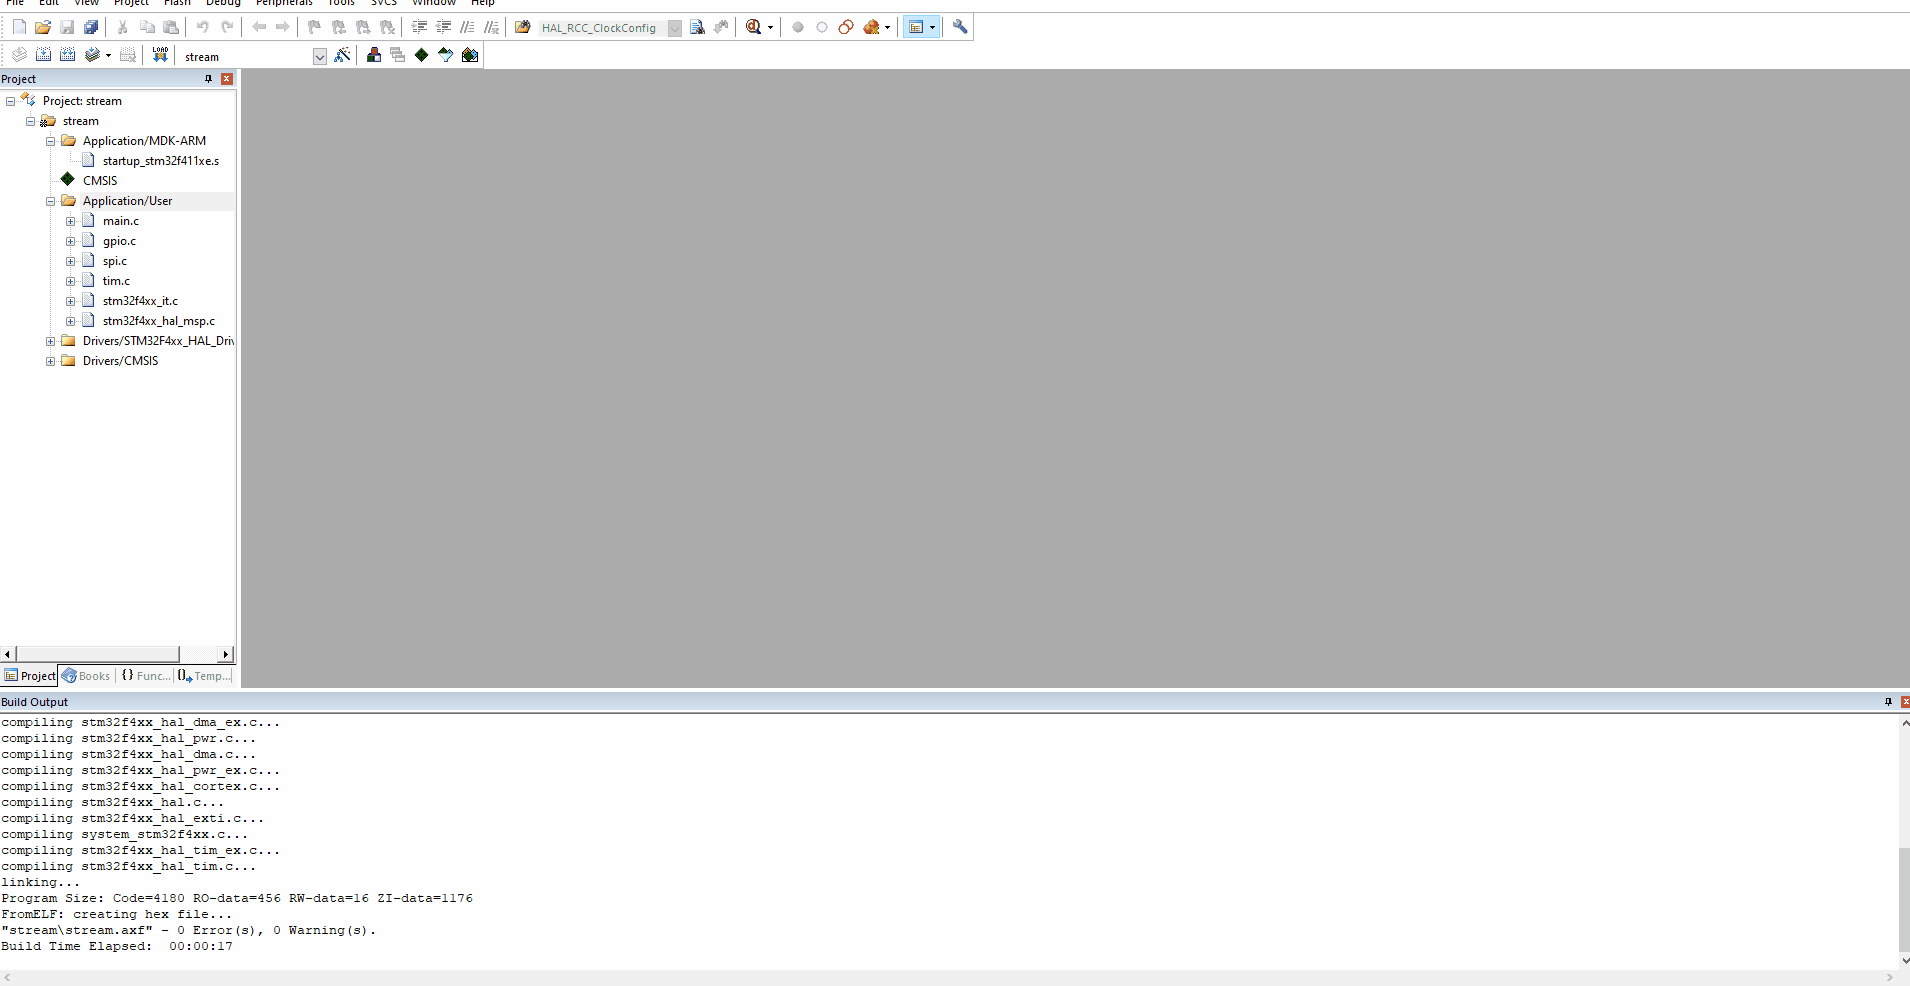 File Edit View Project Flash Debug Peripherals Tools SVCS Window Help
HAL_RCC_ClockConfig
LOAD
stream
Project
Project: stream
stream
Application/MDK-ARM
startup_stm32f411xe.s
CMSIS
Application/User
main.c
gpio.c
spi.c
tim.c
stm32f4xx_it.c
stm32f4xx_hal_msp.c
Drivers/STM32F4xx_HAL_Driv
Drivers/CMSIS
Project Books {} Func... Temp...
Build Output
compiling stm32f4xx_hal_dma_ex.c...
compiling stm32f4xx_hal_pwr.c...
compiling stm32f4xx_hal_dma.c...
compiling stm32f4xx_hal_pwr_ex.c...
compiling stm32f4xx_hal_cortex.c...
compiling stm32f4xx_hal.c...
compiling stm32f4xx_hal_exti.c...
compiling system_stm32f4xx.c...
compiling stm32f4xx_hal_tim_ex.c...
compiling stm32f4xx_hal_tim.c...
linking...
Program Size: Code=4180 RO-data=456 RW-data=16 ZI-data=1176
FromELF: creating hex file...
"stream\stream.axf" - 0 Error(s), 0 Warning(s).
Build Time Elapsed:  00:00:17